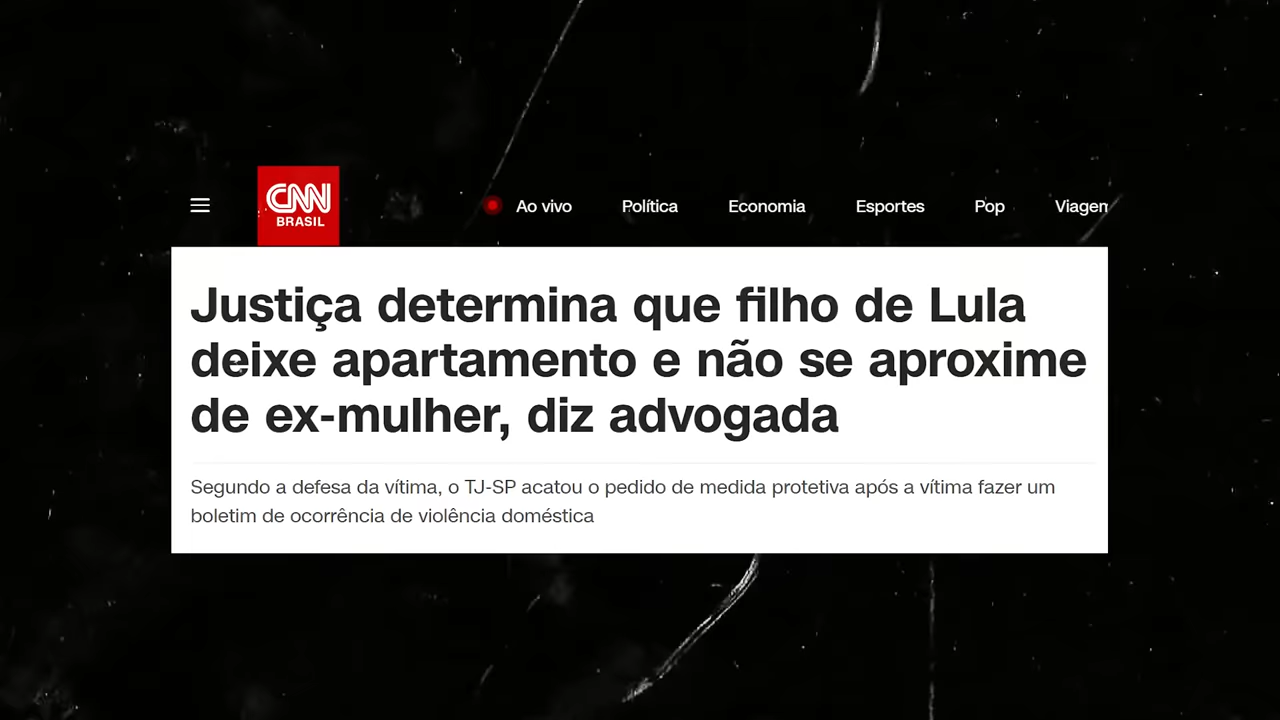 CNN
BRASIL
Ao vivo Política Economia Esportes Pop Viagem
Justiça determina que filho de Lula
deixe apartamento e não se aproxime
de ex-mulher, diz advogada
Segundo a defesa da vítima, o TJ-SP acatou o pedido de medida protetiva após a vítima fazer um
boletim de ocorrência de violência doméstica